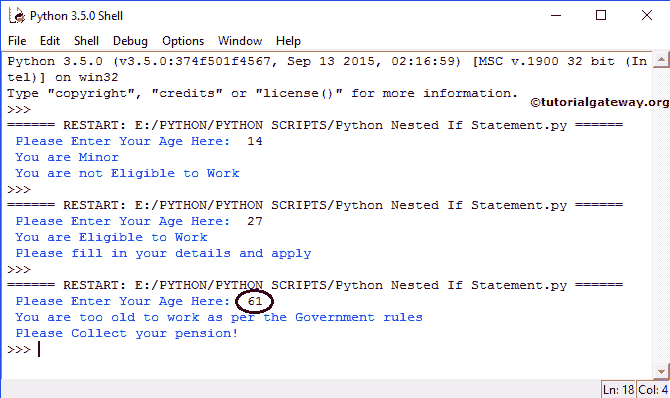 Python 3.5.0 Shell
File Edit Shell Debug Options Window Help
Python 3.5.0 (v3.5.0:374f501f4567, Sep 13 2015, 02:16:59) [MSC v.1900 32 bit (In
tel)] on win32
Type "copyright", "credits" or "license()" for more information.
©tutorialgateway.org
>>>
====== RESTART: E:/PYTHON/PYTHON SCRIPTS/Python Nested If Statement.py ======
Please Enter Your Age Here:  14
You are Minor
You are not Eligible to Work
>>>
====== RESTART: E:/PYTHON/PYTHON SCRIPTS/Python Nested If Statement.py ======
Please Enter Your Age Here:  27
You are Eligible to Work
Please fill in your details and apply
>>>
====== RESTART: E:/PYTHON/PYTHON SCRIPTS/Python Nested If Statement.py ======
Please Enter Your Age Here:  61
You are too old to work as per the Government rules
Please Collect your pension!
>>>
Ln: 18 Col: 4